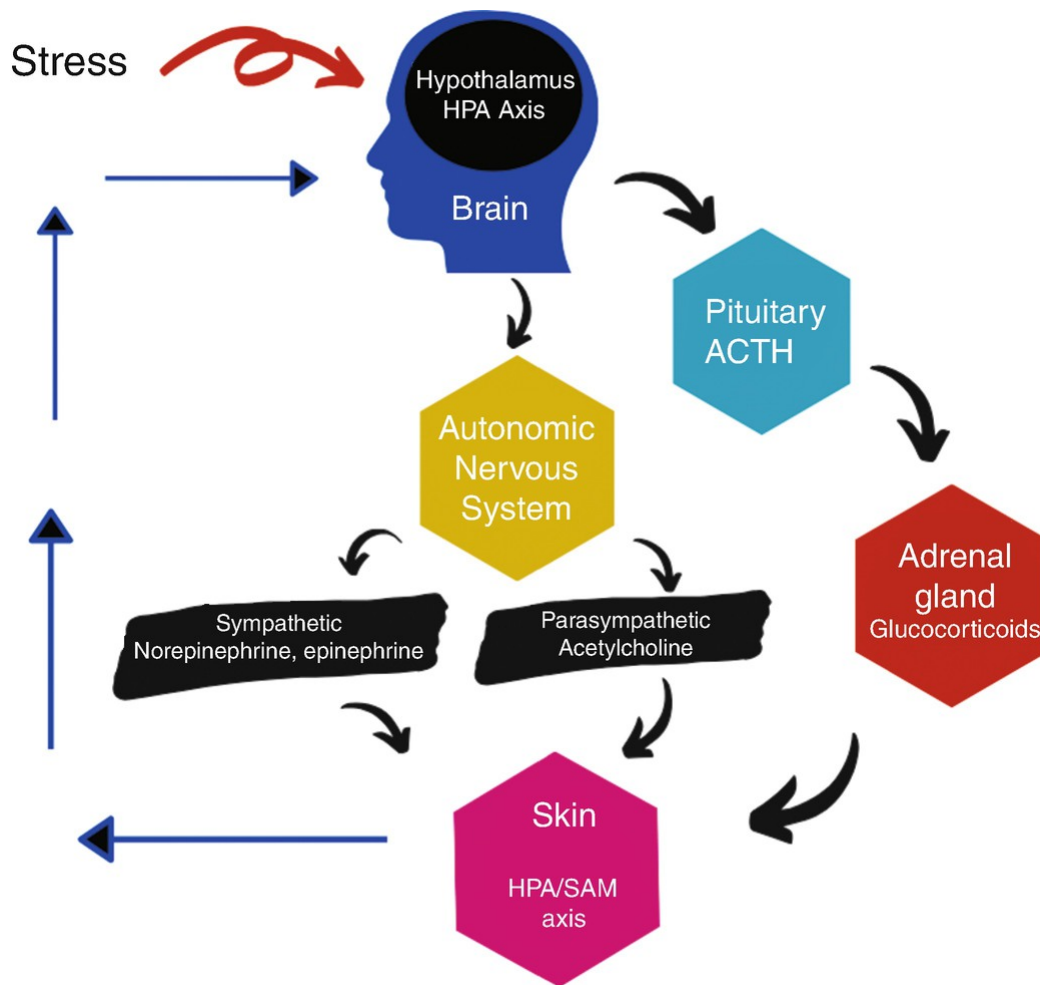 Stress
Hypothalamus
HPA Axis
Brain
Pituitary
ACTH
Autonomic
Nervous
System
Adrenal
gland
Glucocorticoids
Sympathetic
Norepinephrine, epinephrine
Parasympathetic
Acetylcholine
Skin
HPA/SAM
axis